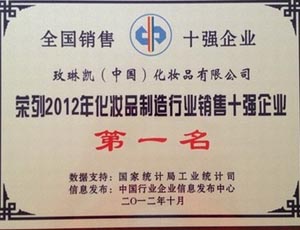 全国销售 十强企业
玫琳凯（中国）化妆品有限公司
荣列2012年化妆品制造行业销售十强企业
第一名
数据支持：国家统计局工业统计司
信息发布：中国行业企业信息发布中心
二〇一二年十月